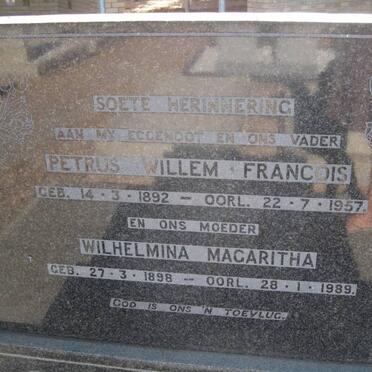 SOETE HERINNERING
AAN MY EGGENOOT EN ONS VADER
PETRUS WILLEM FRANCOIS
GEB. 14·3·1892 - OORL. 22·7·1957
EN ONS MOEDER
WILHELMINA MAGARITHA
GEB. 27·3·1898 - OORL. 28·1·1989.
GOD IS ONS 'N TOEVLUG.